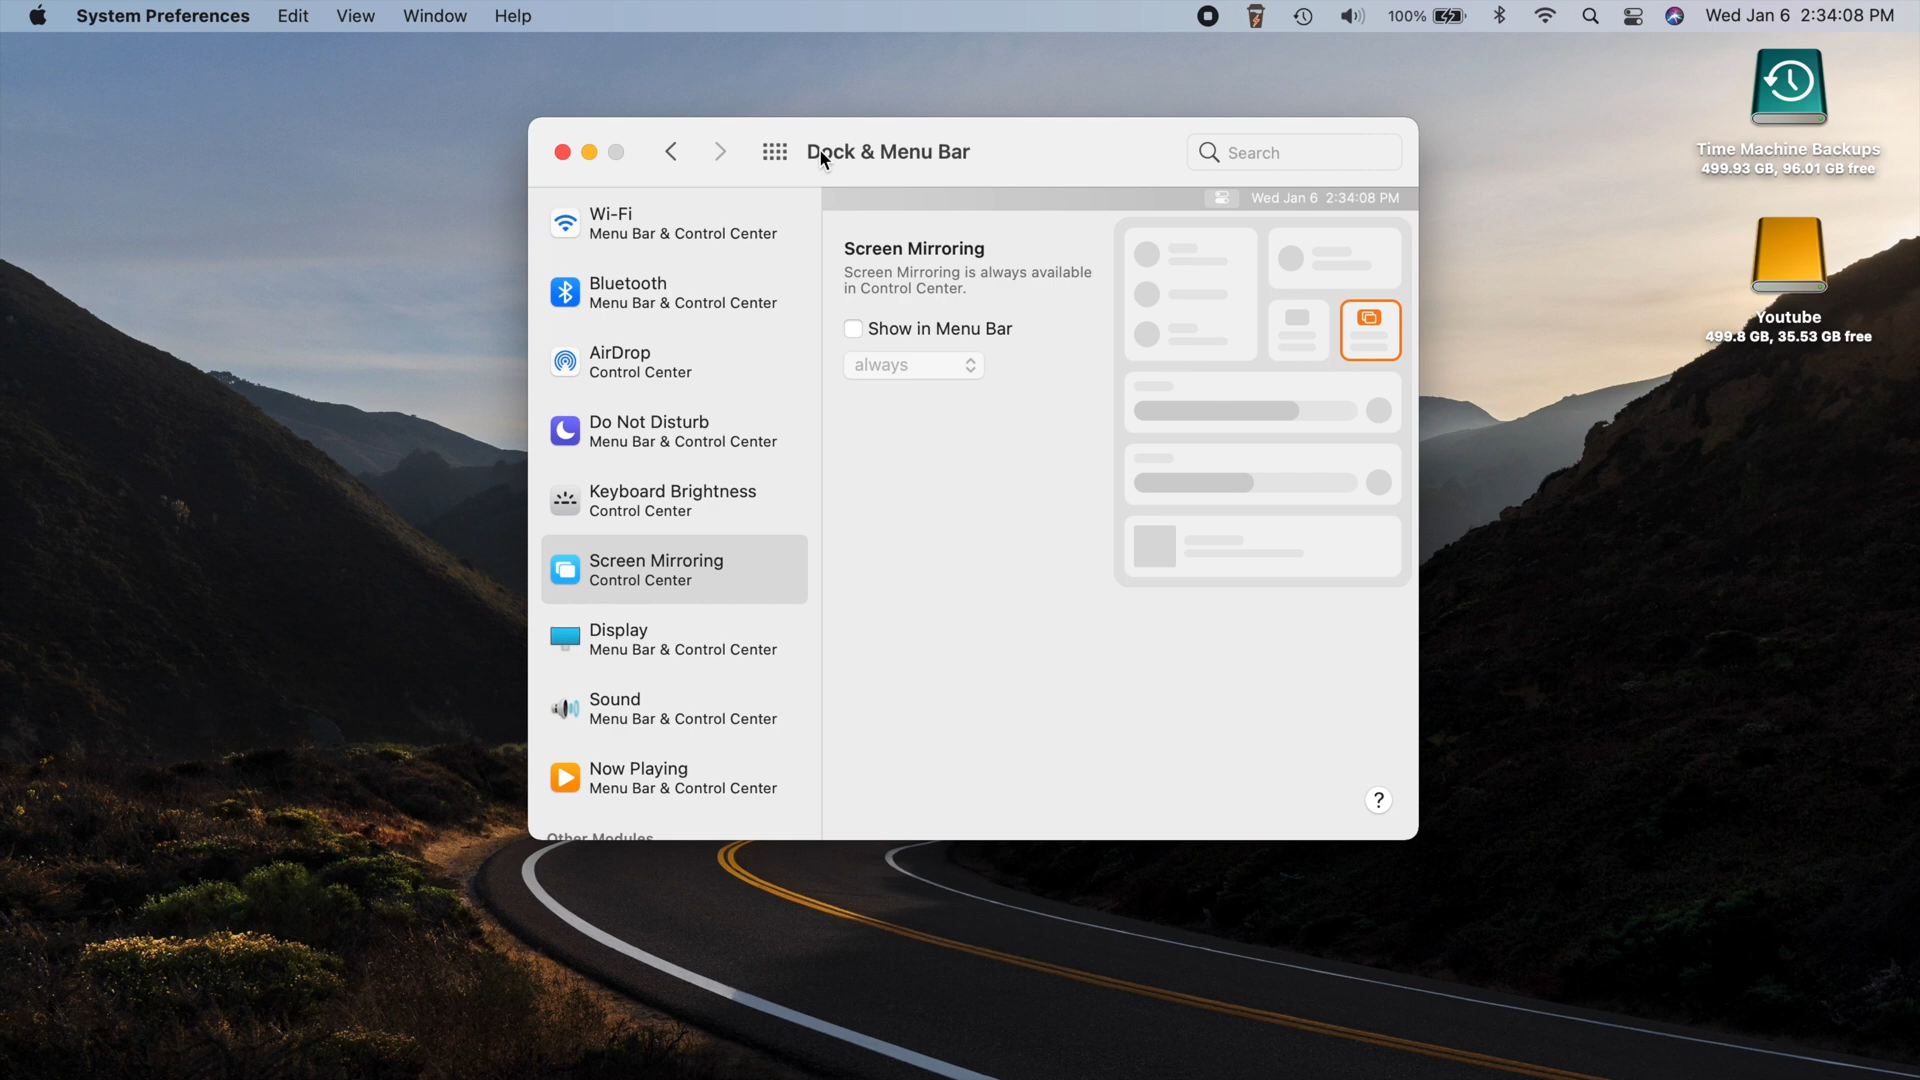 System Preferences Edit View Window Help
100% Wed Jan 6 2:34:08 PM
Time Machine Backups
499.93 GB, 96.01 GB free
Youtube
499.8 GB, 35.53 GB free
Dock & Menu Bar
Search
Wi-Fi
Menu Bar & Control Center
Bluetooth
Menu Bar & Control Center
AirDrop
Control Center
Do Not Disturb
Menu Bar & Control Center
Keyboard Brightness
Control Center
Screen Mirroring
Control Center
Display
Menu Bar & Control Center
Sound
Menu Bar & Control Center
Now Playing
Menu Bar & Control Center
Other Modules
Wed Jan 6 2:34:08 PM
Screen Mirroring
Screen Mirroring is always available
in Control Center.
Show in Menu Bar
always
?